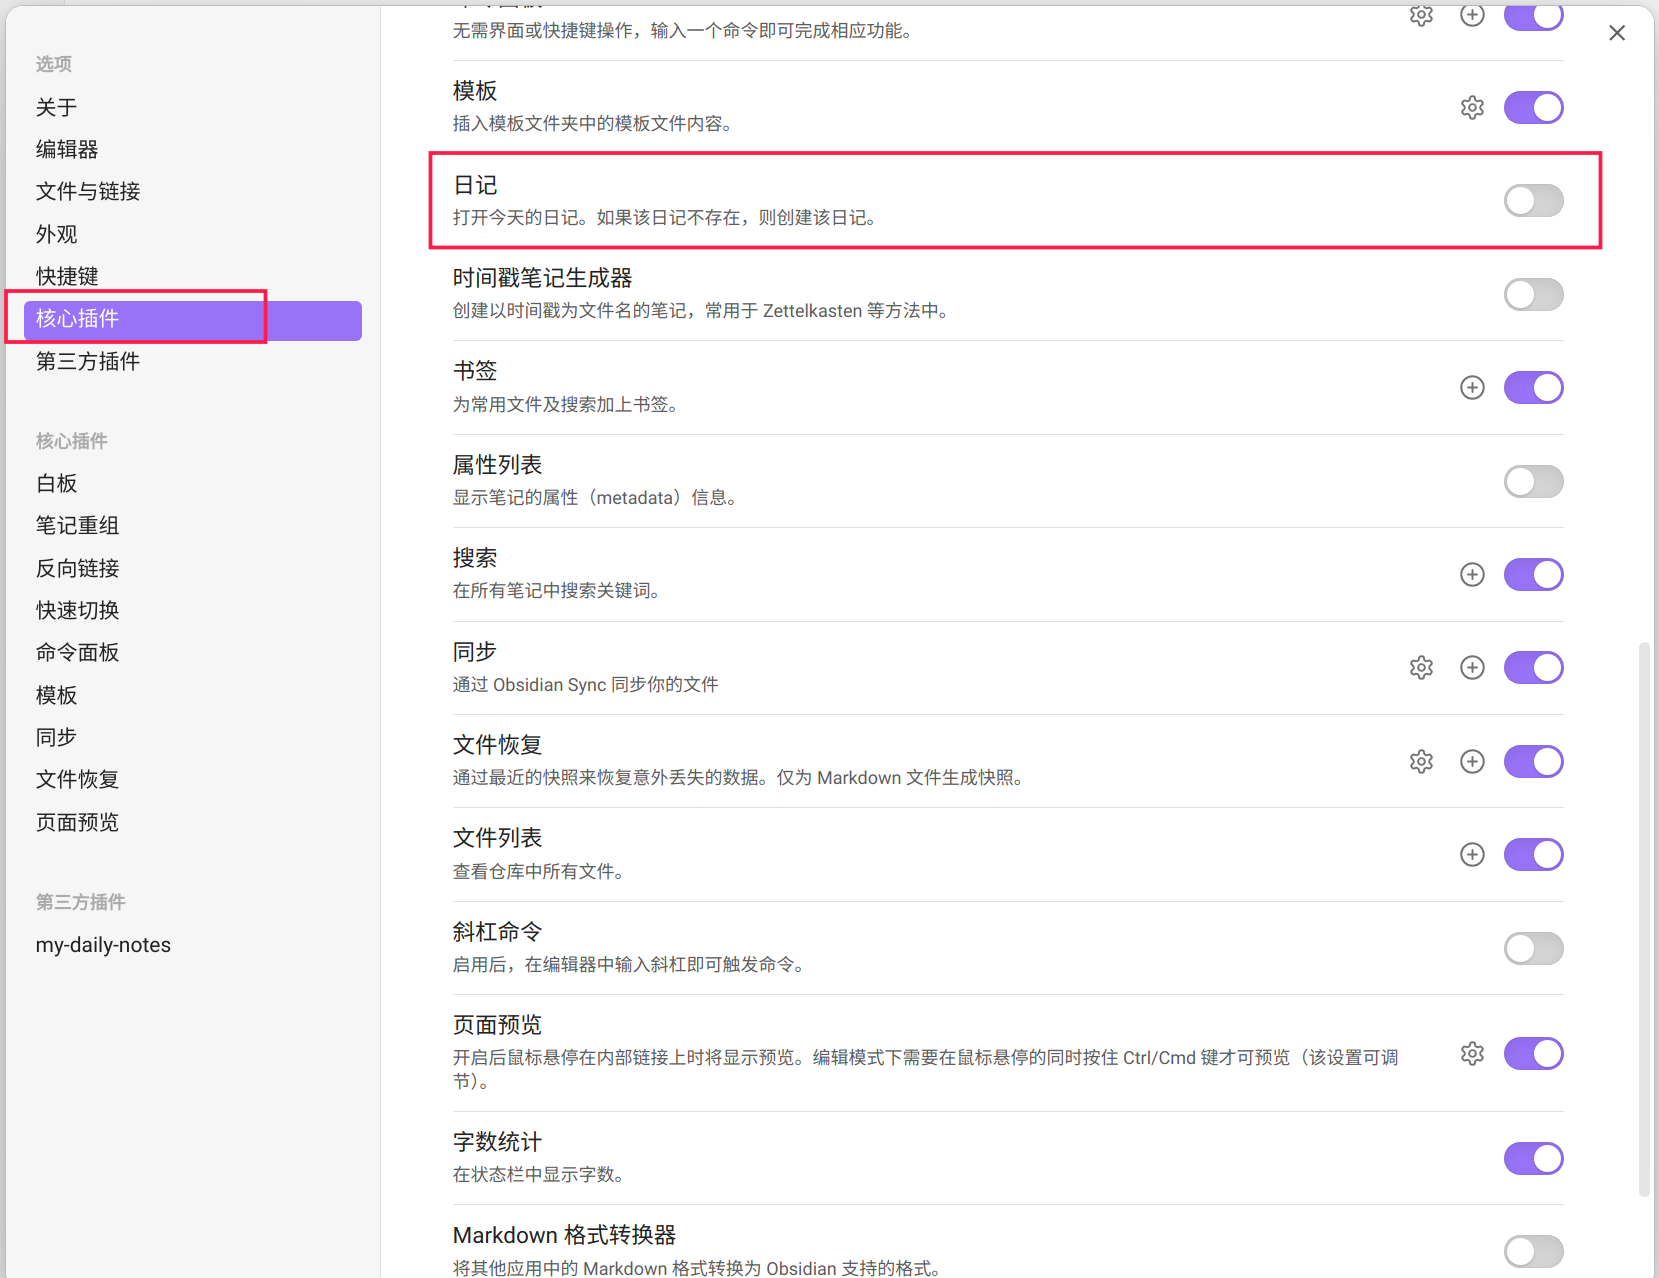 选项
关于
编辑器
文件与链接
外观
快捷键
核心插件
第三方插件
核心插件
白板
笔记重组
反向链接
快速切换
命令面板
模板
同步
文件恢复
页面预览
第三方插件
my-daily-notes
无需界面或快捷键操作，输入一个命令即可完成相应功能。
模板
插入模板文件夹中的模板文件内容。
日记
打开今天的日记。如果该日记不存在，则创建该日记。
时间戳笔记生成器
创建以时间戳为文件名的笔记，常用于 Zettelkasten 等方法中。
书签
为常用文件及搜索加上书签。
属性列表
显示笔记的属性（metadata）信息。
搜索
在所有笔记中搜索关键词。
同步
通过 Obsidian Sync 同步你的文件
文件恢复
通过最近的快照来恢复意外丢失的数据。仅为 Markdown 文件生成快照。
文件列表
查看仓库中所有文件。
斜杠命令
启用后，在编辑器中输入斜杠即可触发命令。
页面预览
开启后鼠标悬停在内部链接上时将显示预览。编辑模式下需要在鼠标悬停的同时按住 Ctrl/Cmd 键才可预览（该设置可调
节）。
字数统计
在状态栏中显示字数。
Markdown 格式转换器
将其他应用中的 Markdown 格式转换为 Obsidian 支持的格式。